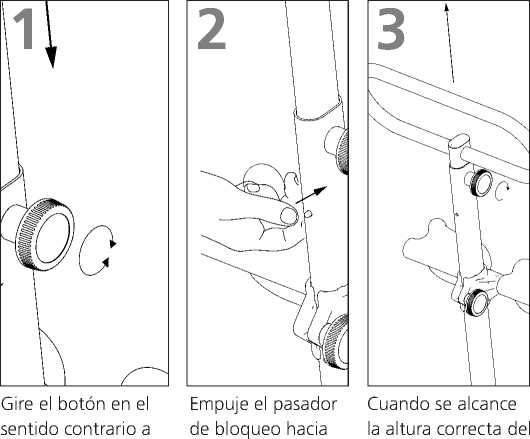 1
2
3
Gire el botón en el
sentido contrario a
Empuje el pasador
de bloqueo hacia
Cuando se alcance
la altura correcta de